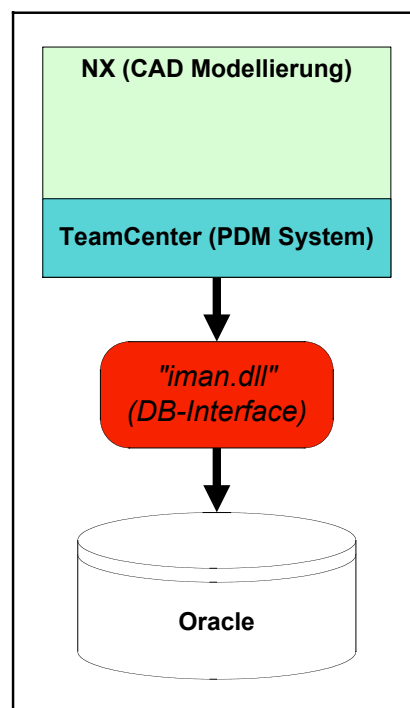 NX (CAD Modellierung)
TeamCenter (PDM System)
"iman.dll"
(DB-Interface)
Oracle